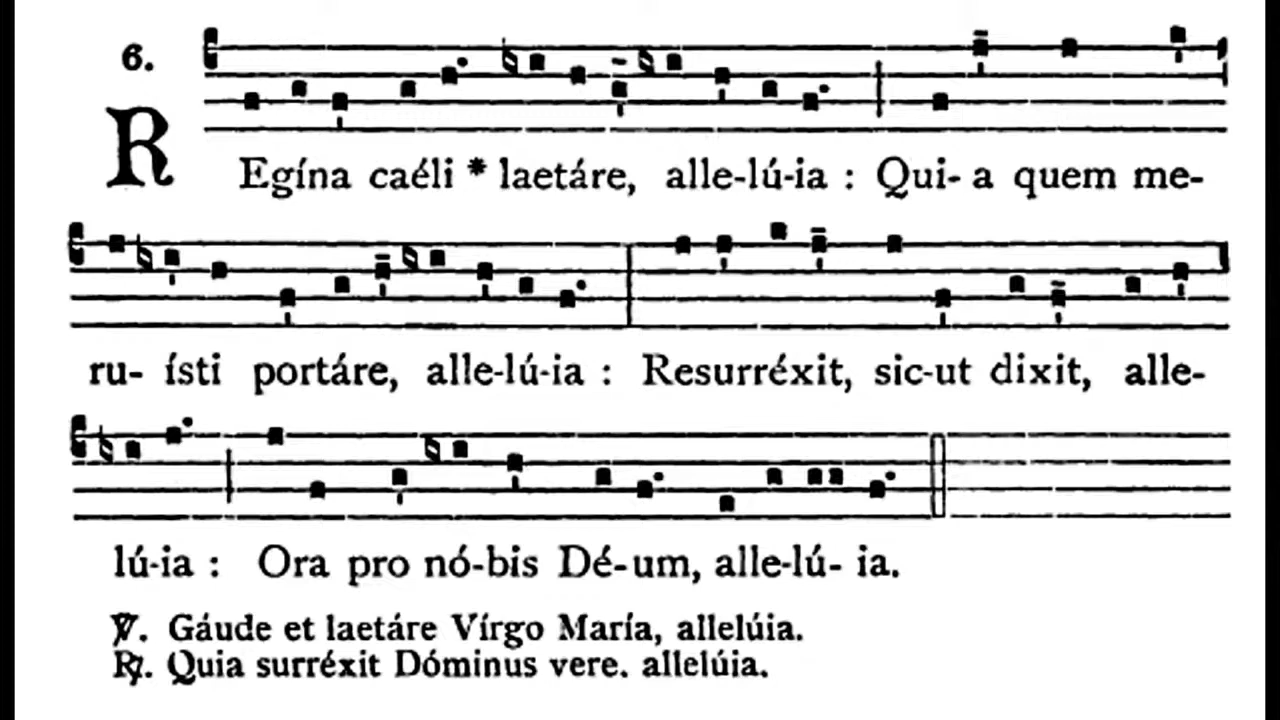 6.
REgína caéli * laetáre, alle-lú-ia : Qui- a quem me-
ru- ísti portáre, alle-lú-ia : Resurréxit, sic-ut dixit, alle-
lú-ia : Ora pro nó-bis Dé-um, alle-lú- ia.
℣. Gáude et laetáre Vírgo María, allelúia.
℟. Quia surréxit Dóminus vere. allelúia.